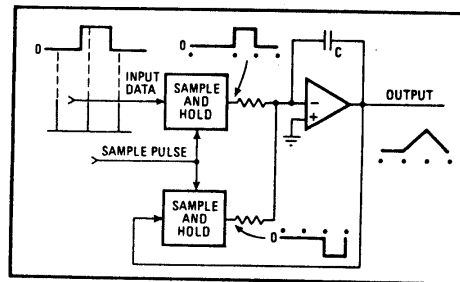 0
0
C
INPUT
DATA
SAMPLE
AND
HOLD
−
+
OUTPUT
SAMPLE PULSE
SAMPLE
AND
HOLD
0